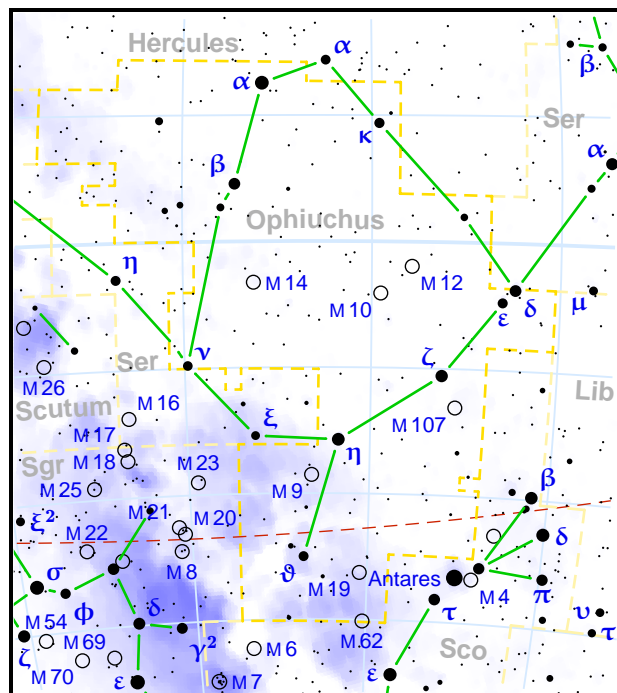 Hercules
α
α
β
κ
Ser
α
β
Ophiuchus
η
M 14
M 12
M 10
ε
δ
μ
ν
ζ
Ser
M 26
Scutum
M 16
ξ
M 107
Lib
M 17
η
Sgr
M 18
M 23
M 9
M 25
β
ξ²
M 21
M 20
M 22
δ
M 8
ϑ
M 19
Antares
M 4
π
σ
ϕ
δ
τ
υ
M 54
M 69
γ²
M 62
τ
ζ
M 6
Sco
M 70
ε
M 7
ε